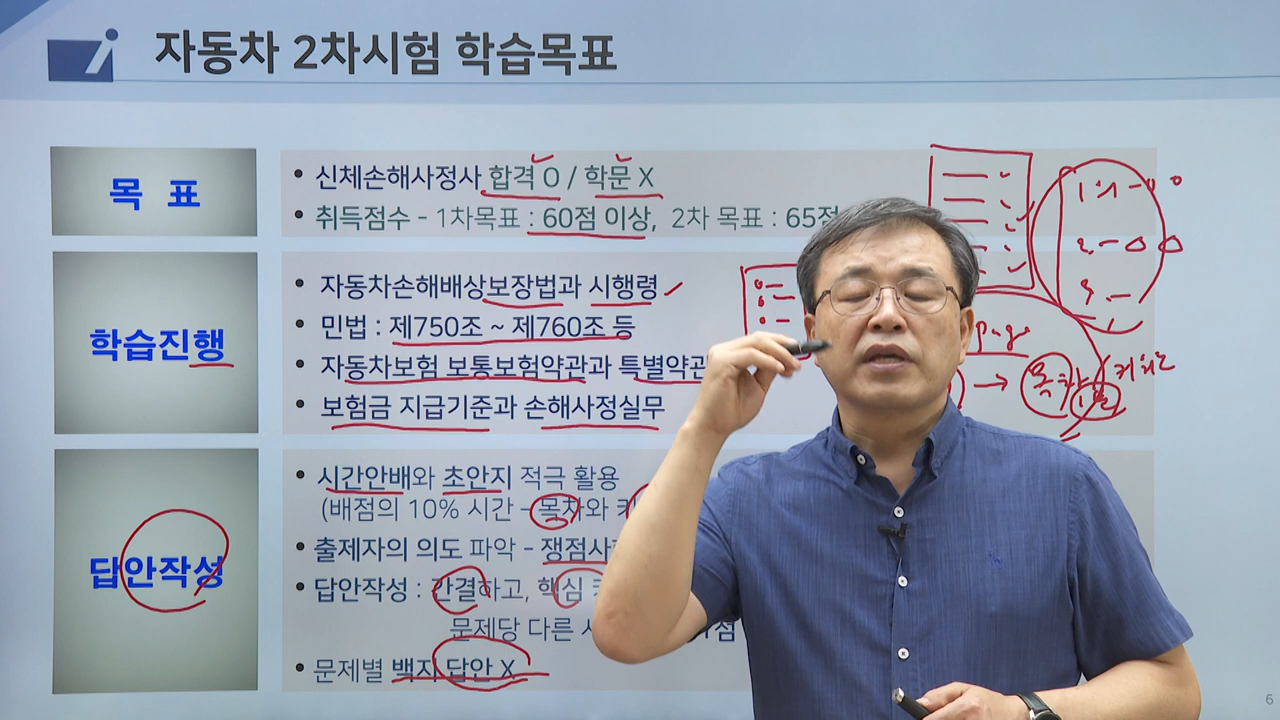 자동차 2차시험 학습목표
목 표
• 신체손해사정사 합격 O / 학문 X
• 취득점수 - 1차목표 : 60점 이상, 2차 목표 : 65점
학습진행
• 자동차손해배상보장법과 시행령
• 민법 : 제750조 ~ 제760조 등
• 자동차보험 보통보험약관과 특별약관
• 보험금 지급기준과 손해사정실무
답안작성
• 시간안배와 초안지 적극 활용
(배점의 10% 시간 - 목차와
• 출제자의 의도 파악 -
• 답안작성 : 간결하고, 핵심
문제당 다른
• 문제별 백지 답안 X
목차
키워드
6